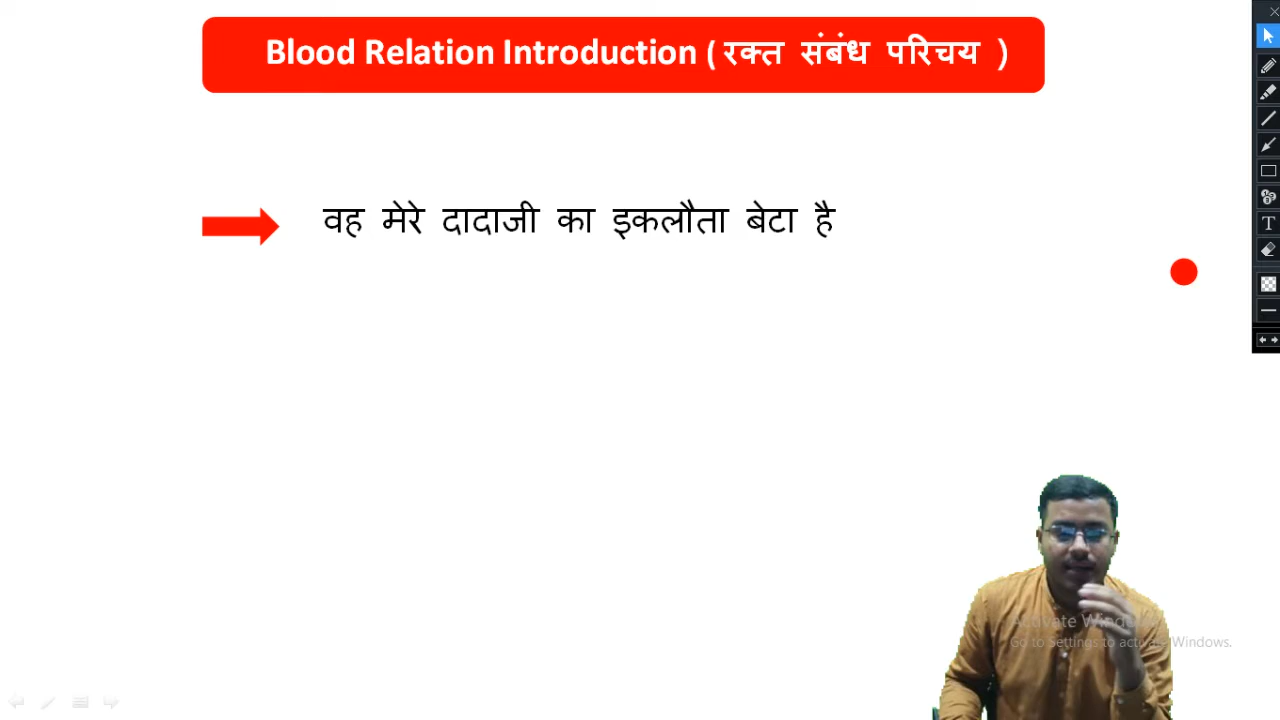 Blood Relation Introduction ( रक्त संबंध परिचय )
वह मेरे दादाजी का इकलौता बेटा है
Activate Windows
Go to Settings to activate Windows.